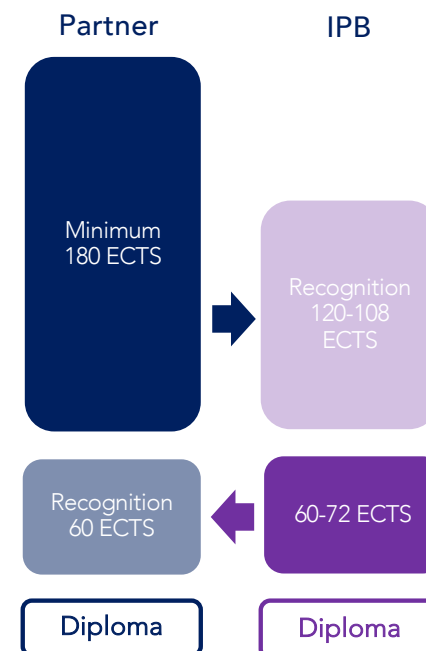 Partner
IPB
Minimum
180 ECTS
Recognition
120-108
ECTS
Recognition
60 ECTS
60-72 ECTS
Diploma
Diploma